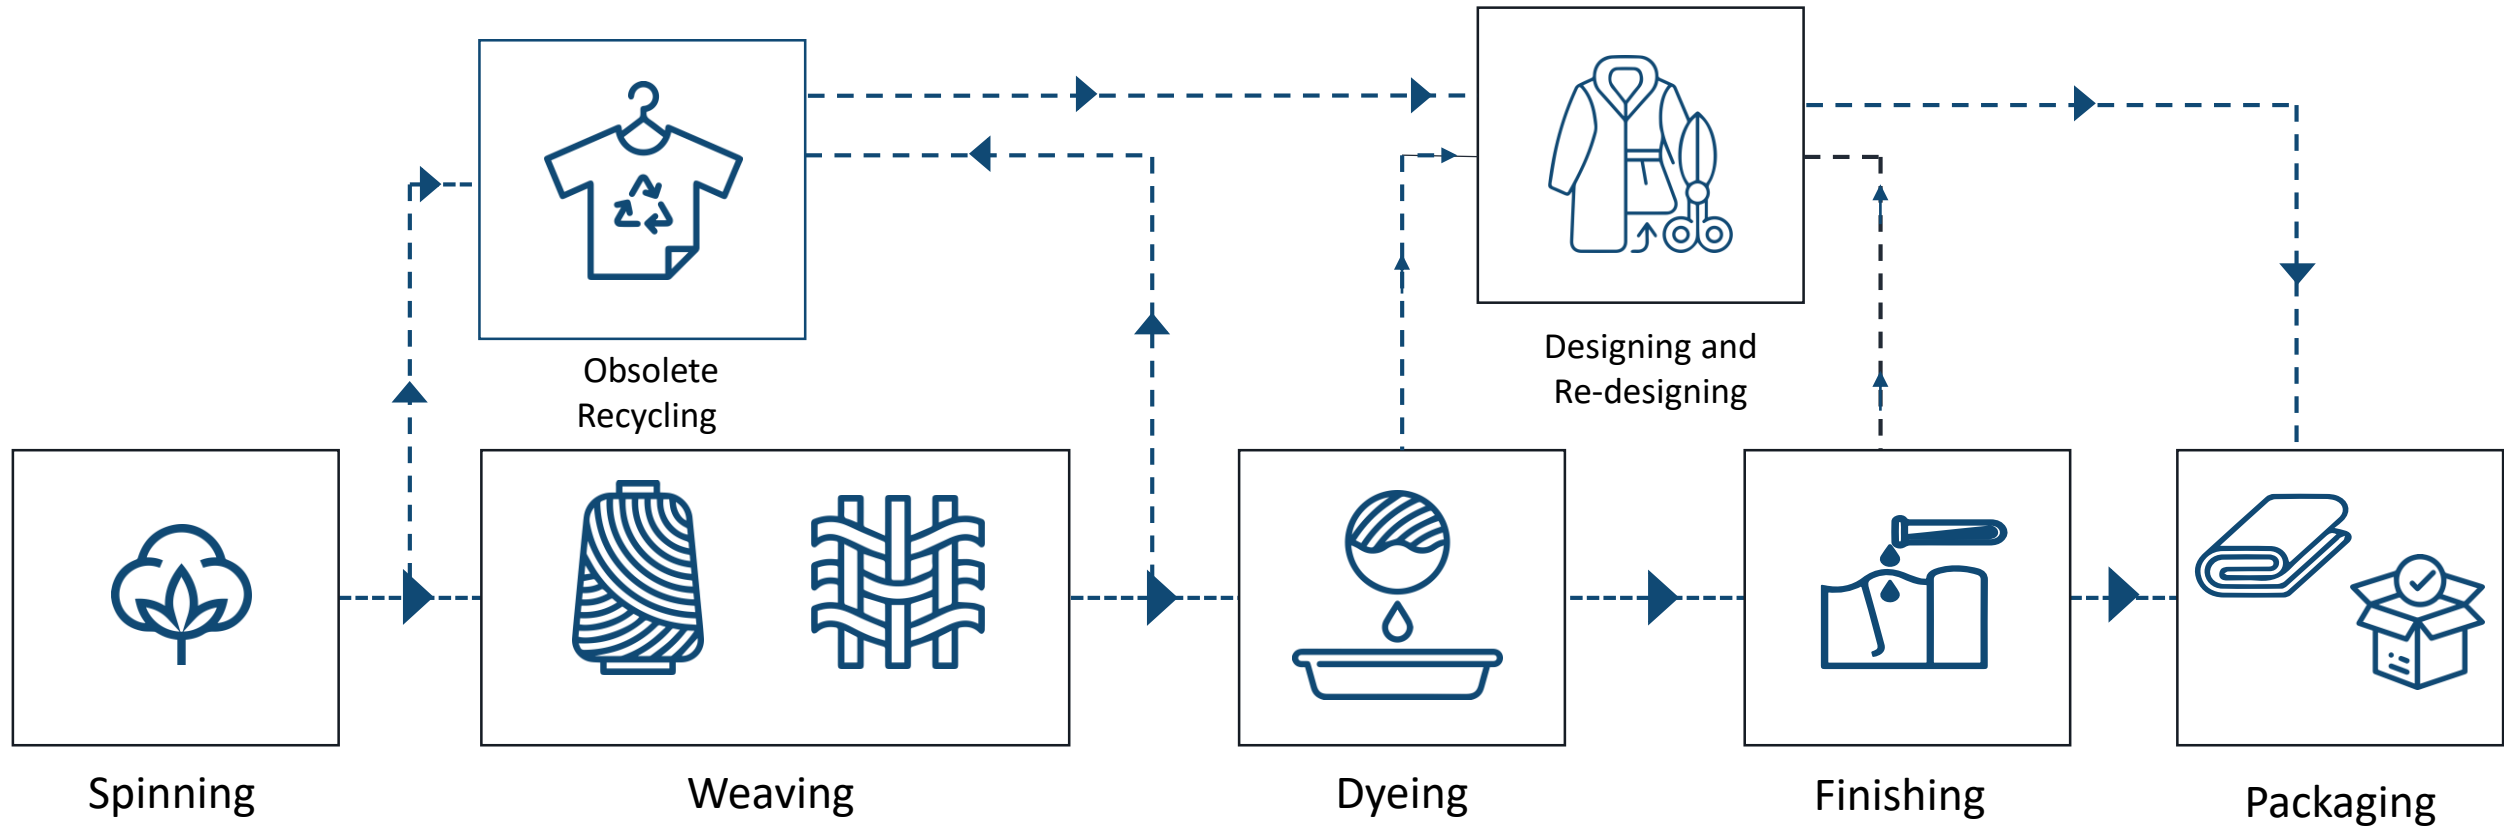 Obsolete
Recycling
Designing and
Re-designing
Spinning
Weaving
Dyeing
Finishing
Packaging